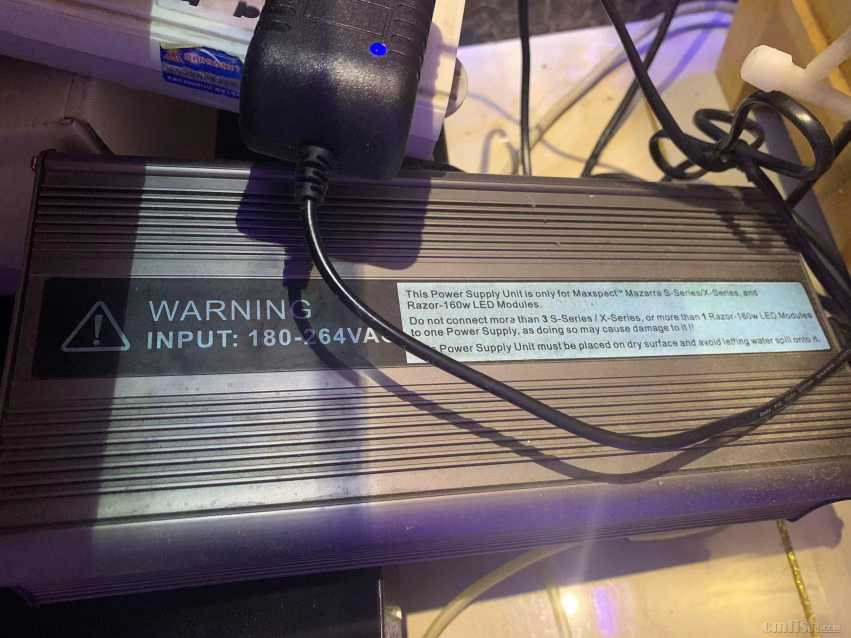 WARNING
INPUT: 180-264VAC
This Power Supply Unit is only for Maxspect™ Mazarra S-Series/X-Series, and
Razor-160w LED Modules.
Do not connect more than 3 S-Series / X-Series, or more than 1 Razor-160w LED Modules
to one Power Supply, as doing so may cause damage to it !!
Power Supply Unit must be placed on dry surface and avoid letting water spill onto it.